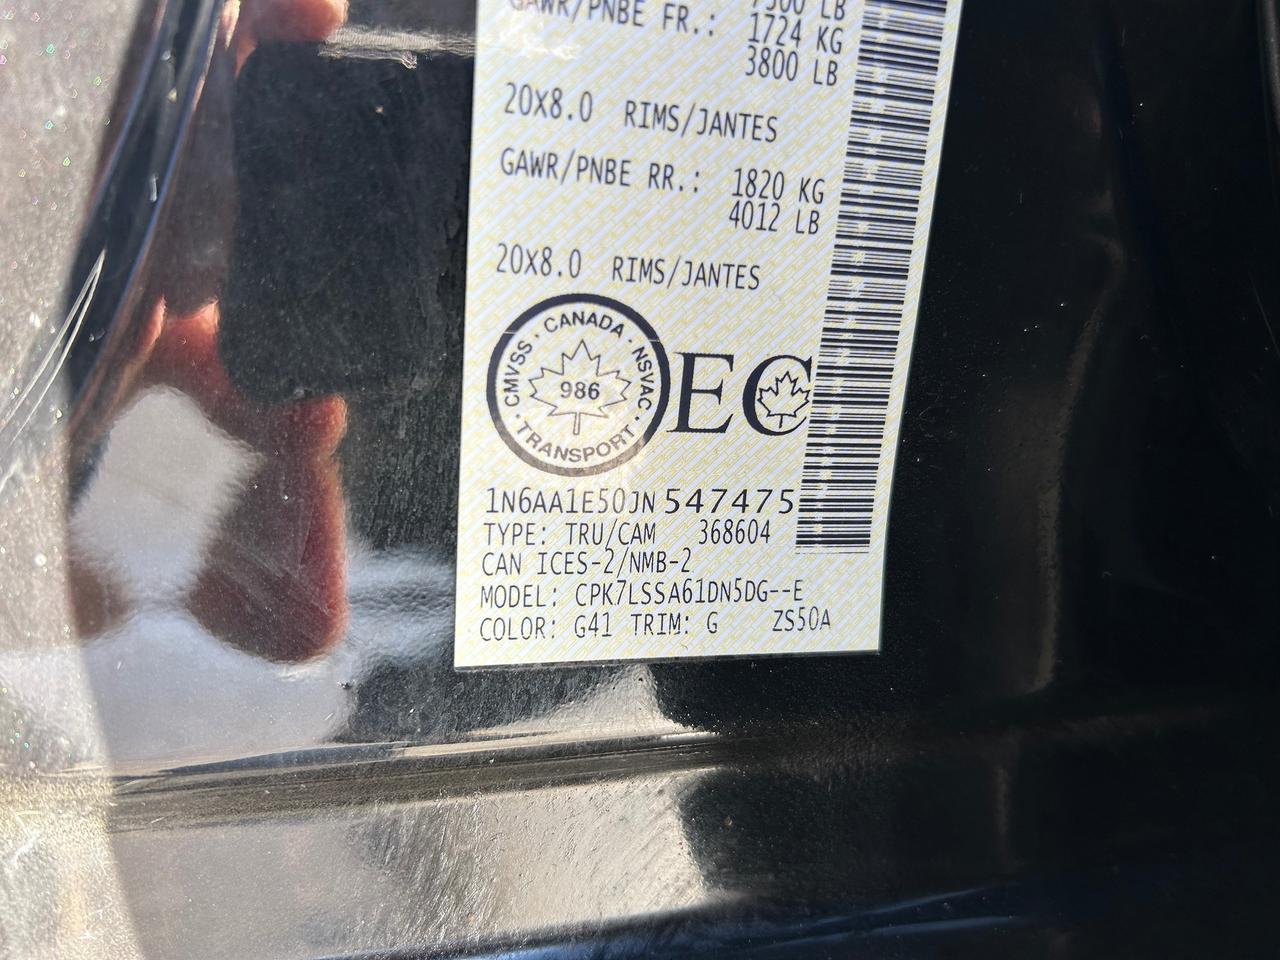 7500 LB
GAWR/PNBE FR.: 1724 KG
3800 LB
20X8.0 RIMS/JANTES
GAWR/PNBE RR.: 1820 KG
4012 LB
20X8.0 RIMS/JANTES
CMVSS · CANADA · NSVAC · TRANSPORT ·
986
EC
1N6AA1E50JN547475
TYPE: TRU/CAM 368604
CAN ICES-2/NMB-2
MODEL: CPK7LSSA61DN5DG--E
COLOR: G41 TRIM: G ZS50A